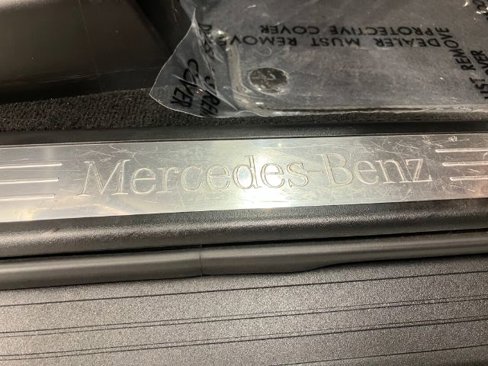 DEALER MUST REMOVE
PROTECTIVE COVER
Mercedes-Benz